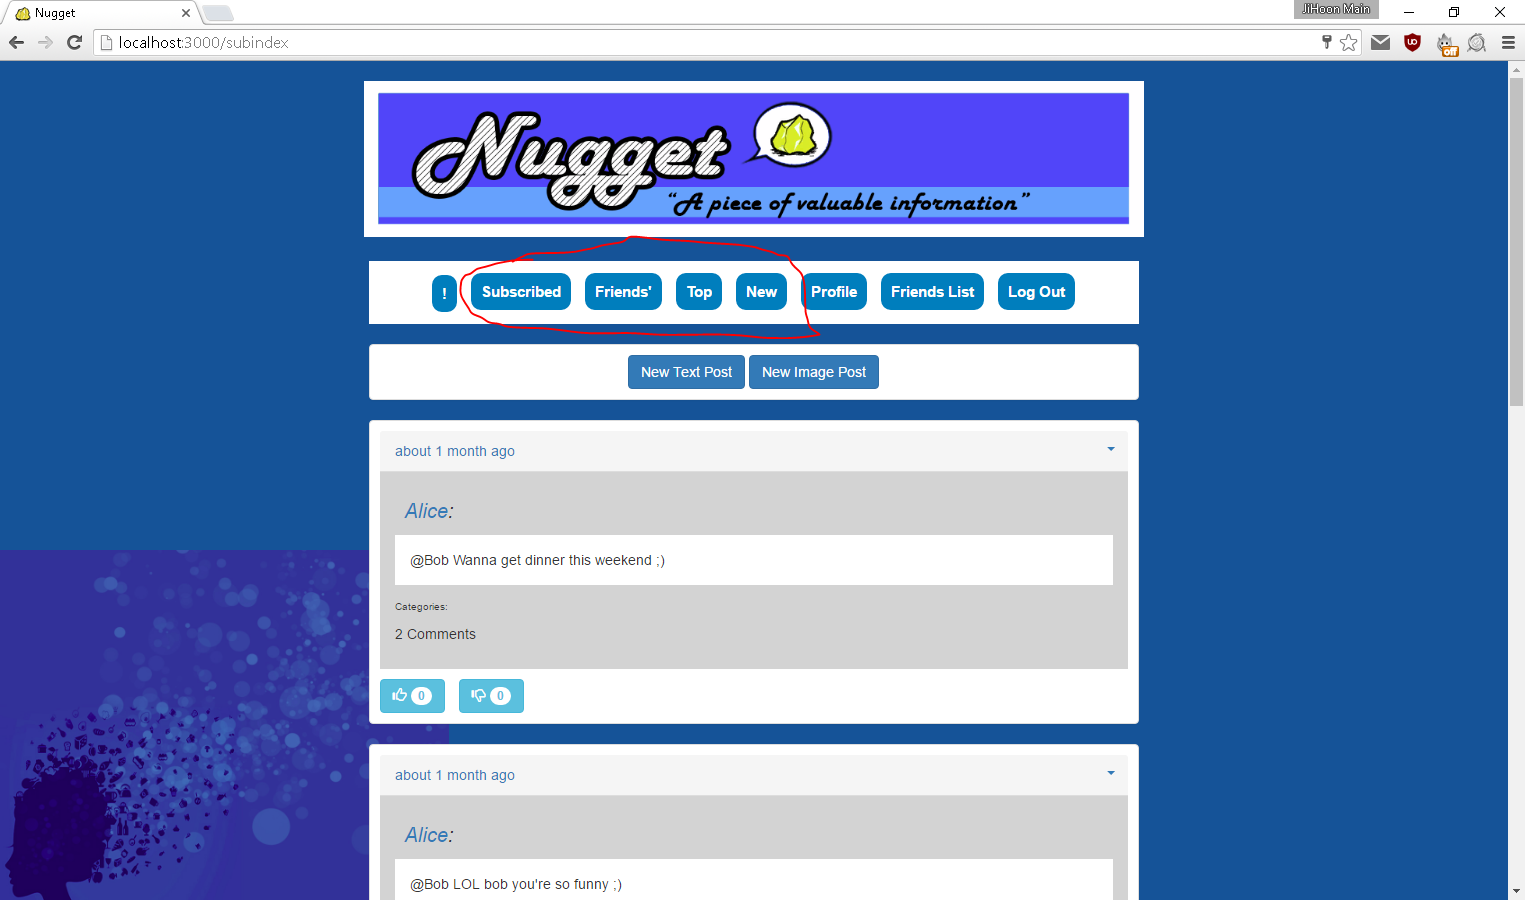 Nugget
JiHoon Main
localhost:3000/subindex
off
Nugget
“A piece of valuable information”
! Subscribed Friends' Top New Profile Friends List Log Out
New Text Post New Image Post
about 1 month ago
Alice:
@Bob Wanna get dinner this weekend ;)
Categories:
2 Comments
0 0
about 1 month ago
Alice:
@Bob LOL bob you're so funny ;)